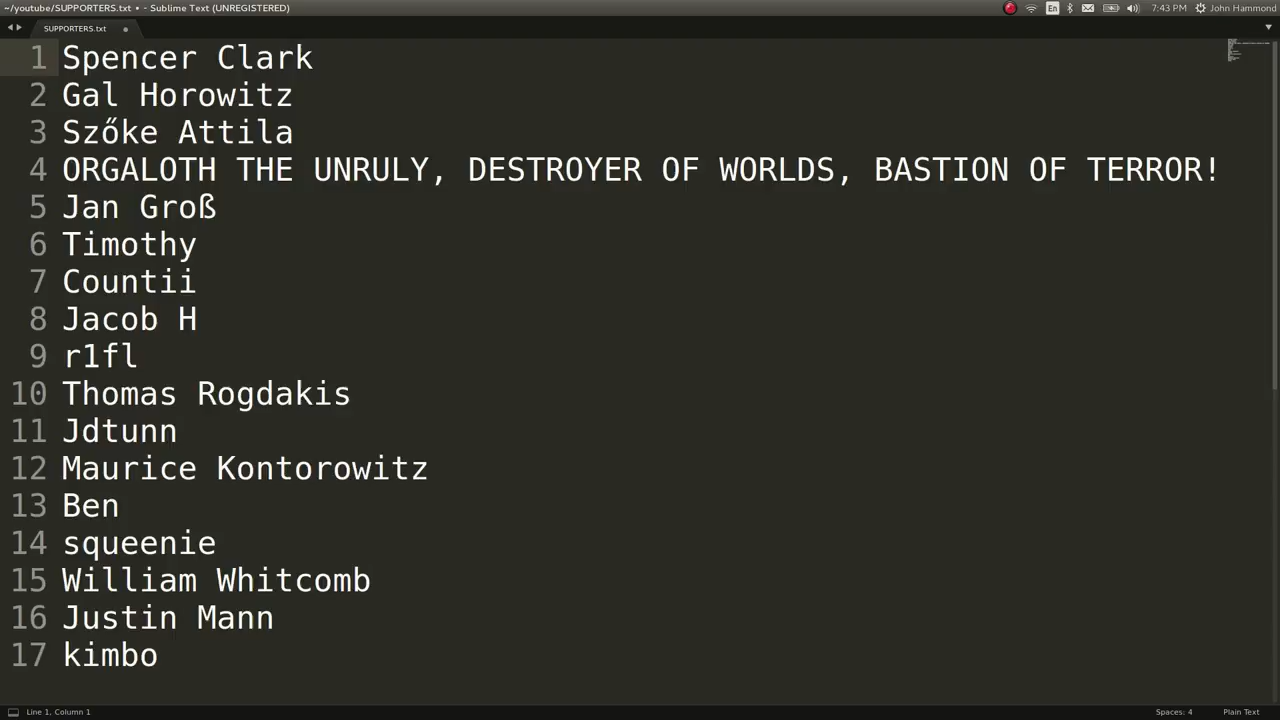 ~/youtube/SUPPORTERS.txt • - Sublime Text (UNREGISTERED)
En
7:43 PM
John Hammond
SUPPORTERS.txt
1 Spencer Clark
2 Gal Horowitz
3 Szőke Attila
4 ORGALOTH THE UNRULY, DESTROYER OF WORLDS, BASTION OF TERROR!
5 Jan Groß
6 Timothy
7 Countii
8 Jacob H
9 r1fl
10 Thomas Rogdakis
11 Jdtunn
12 Maurice Kontorowitz
13 Ben
14 squeenie
15 William Whitcomb
16 Justin Mann
17 kimbo
Line 1, Column 1
Spaces: 4
Plain Text